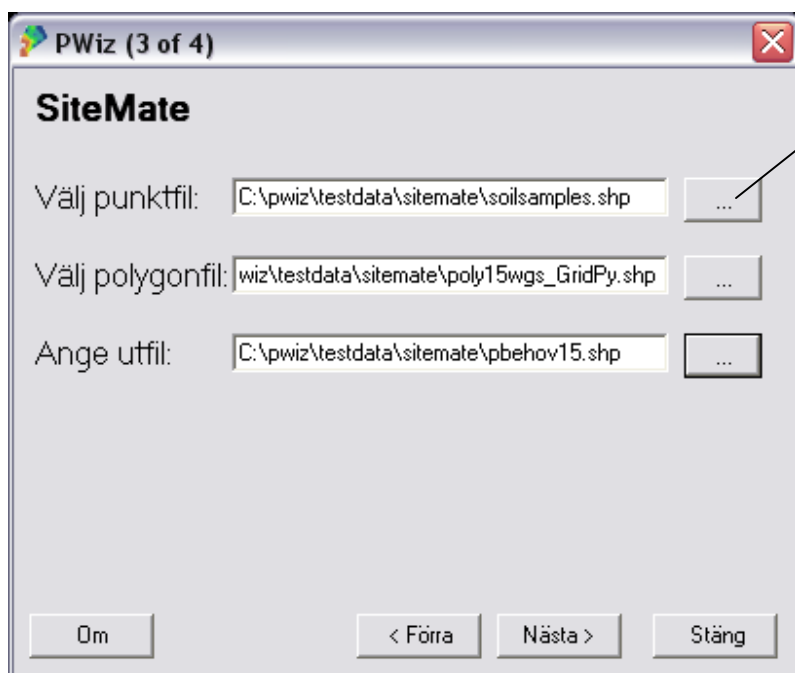 PWiz (3 of 4)
SiteMate
Välj punktfil: C:\pwiz\testdata\sitemate\soilsamples.shp ...
Välj polygonfil: wiz\testdata\sitemate\poly15wgs_GridPy.shp ...
Ange utfil: C:\pwiz\testdata\sitemate\pbehov15.shp ...
Om < Förra Nästa > Stäng